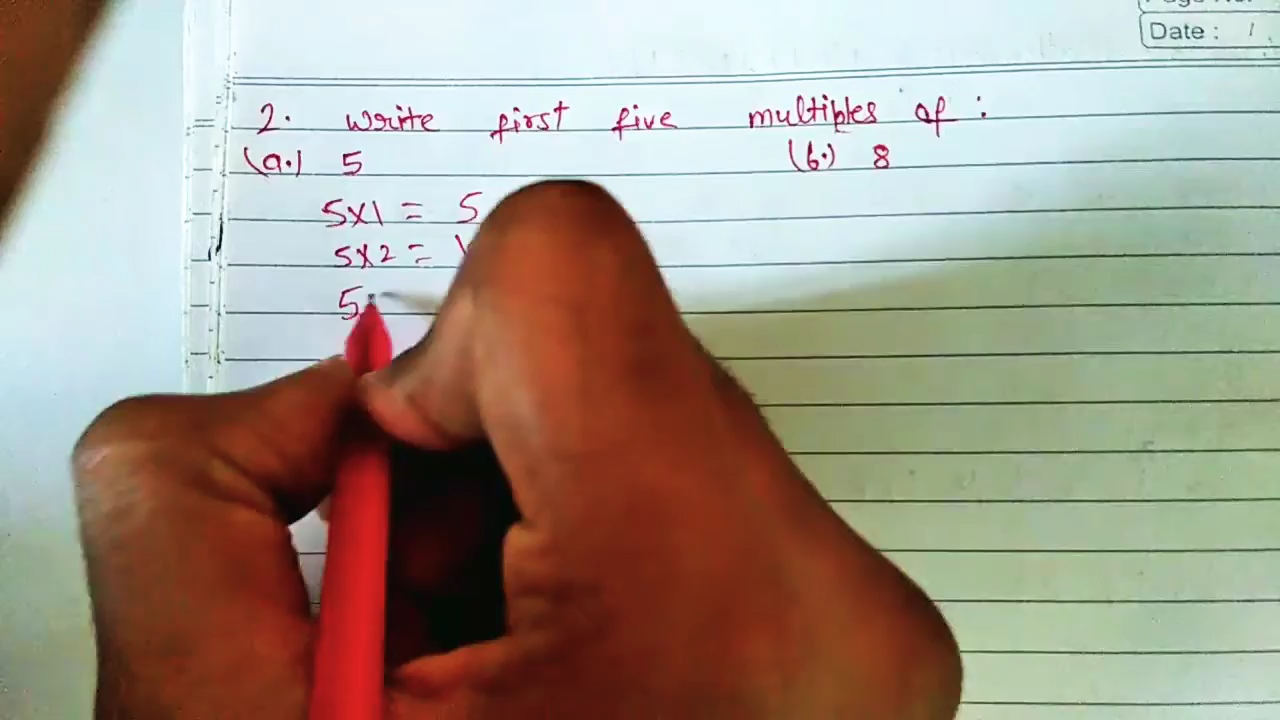 Date : /
2. write first five multiples of :
(a.) 5 (b.) 8
5x1 = 5
5x2 =
5